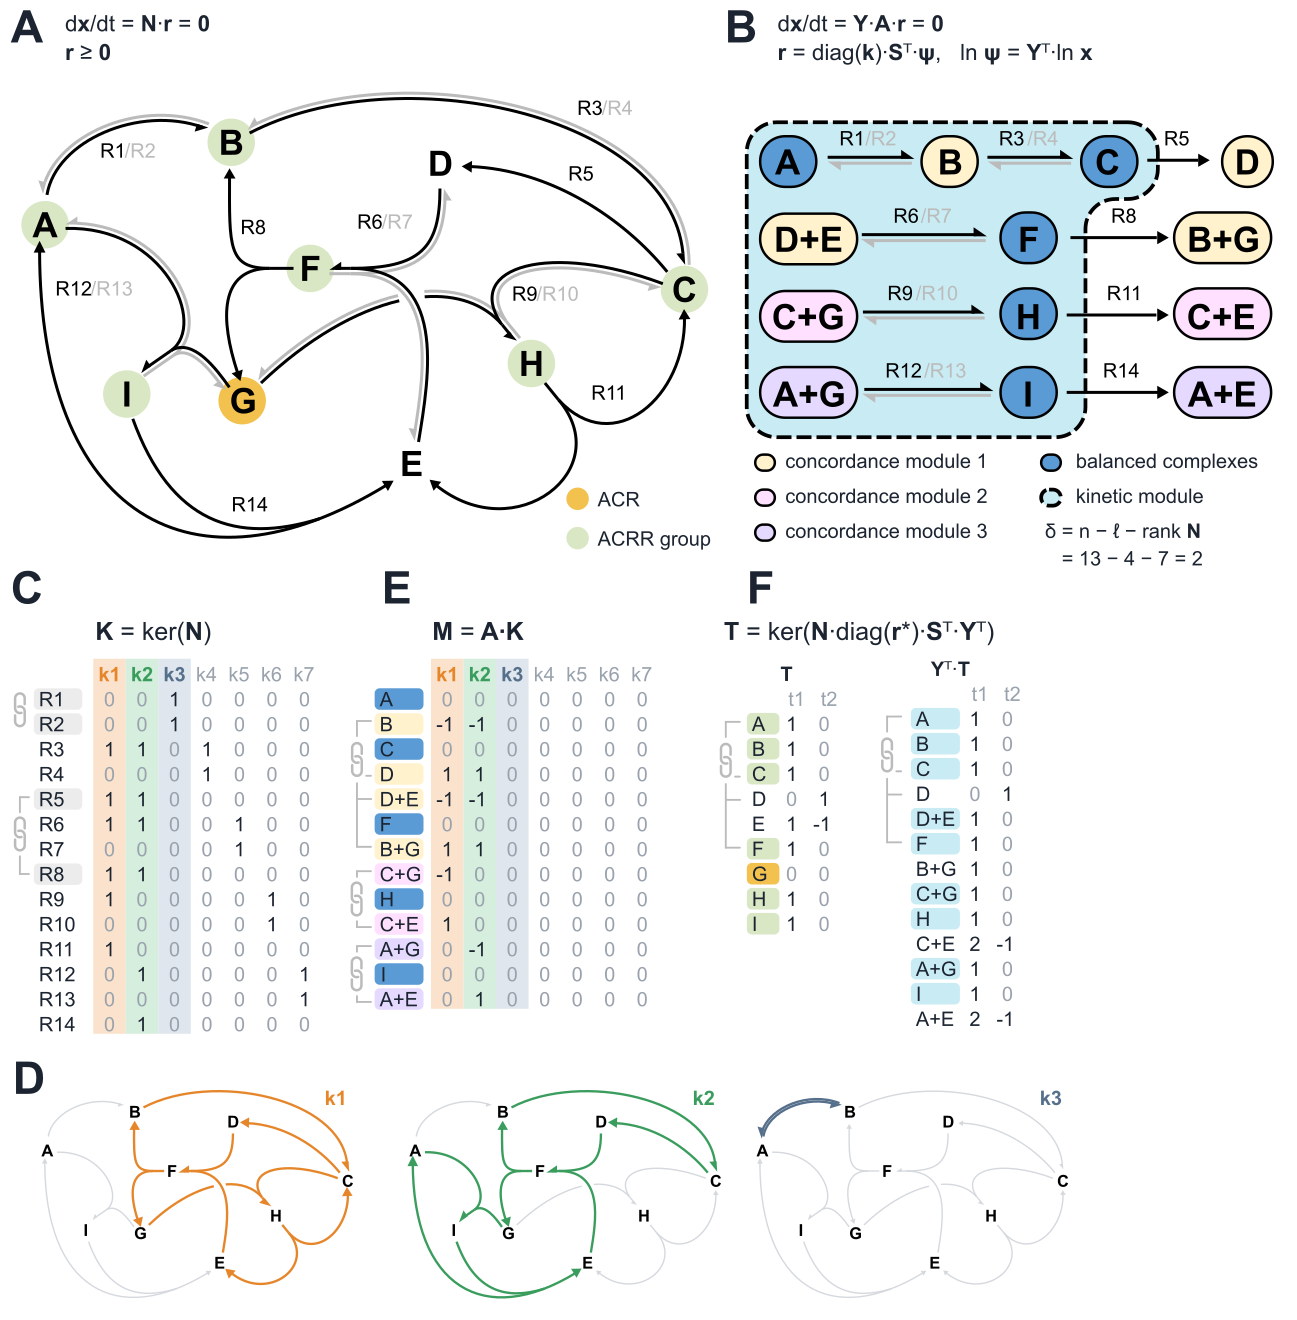 A
dx/dt = N·r = 0
r ≥ 0
B
D
A
F
C
I
G
H
E
R1/R2
R3/R4
R5
R6/R7
R8
R9/R10
R11
R12/R13
R14
ACR
ACRR group
B
dx/dt = Y·A·r = 0
r = diag(k)·Sᵀ·ψ, ln ψ = Yᵀ·ln x
A R1/R2 B R3/R4 C R5 D
D+E R6/R7 F R8 B+G
C+G R9/R10 H R11 C+E
A+G R12/R13 I R14 A+E
concordance module 1
concordance module 2
concordance module 3
balanced complexes
kinetic module
δ = n − ℓ − rank N
= 13 − 4 − 7 = 2
C
K = ker(N)
k1 k2 k3 k4 k5 k6 k7
R1 0 0 1 0 0 0 0
R2 0 0 1 0 0 0 0
R3 1 1 0 1 0 0 0
R4 0 0 0 1 0 0 0
R5 1 1 0 0 0 0 0
R6 1 1 0 0 1 0 0
R7 0 0 0 0 1 0 0
R8 1 1 0 0 0 0 0
R9 1 0 0 0 0 1 0
R10 0 0 0 0 0 1 0
R11 1 0 0 0 0 0 0
R12 0 1 0 0 0 0 1
R13 0 0 0 0 0 0 1
R14 0 1 0 0 0 0 0
E
M = A·K
k1 k2 k3 k4 k5 k6 k7
A 0 0 0 0 0 0 0
B -1 -1 0 0 0 0 0
C 0 0 0 0 0 0 0
D 1 1 0 0 0 0 0
D+E -1 -1 0 0 0 0 0
F 0 0 0 0 0 0 0
B+G 1 1 0 0 0 0 0
C+G -1 0 0 0 0 0 0
H 0 0 0 0 0 0 0
C+E 1 0 0 0 0 0 0
A+G 0 -1 0 0 0 0 0
I 0 0 0 0 0 0 0
A+E 0 1 0 0 0 0 0
F
T = ker(N·diag(r*)·Sᵀ·Yᵀ)
T
t1 t2
A 1 0
B 1 0
C 1 0
D 0 1
E 1 -1
F 1 0
G 0 0
H 1 0
I 1 0
Yᵀ·T
t1 t2
A 1 0
B 1 0
C 1 0
D 0 1
D+E 1 0
F 1 0
B+G 1 0
C+G 1 0
H 1 0
C+E 2 -1
A+G 1 0
I 1 0
A+E 2 -1
D
k1
B
D
A
F
C
H
I
G
E
k2
B
D
A
F
C
H
I
G
E
k3
B
D
A
F
C
H
I
G
E